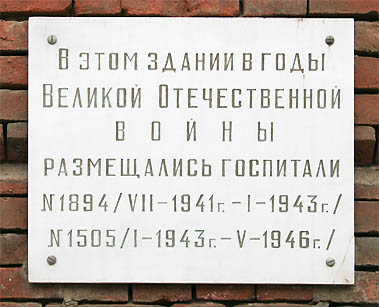 В ЭТОМ ЗДАНИИ В ГОДЫ
ВЕЛИКОЙ ОТЕЧЕСТВЕННОЙ
ВОЙНЫ
РАЗМЕЩАЛИСЬ ГОСПИТАЛИ
N1894/VII-1941г.-I-1943г./
N1505/I-1943г.-V-1946г./